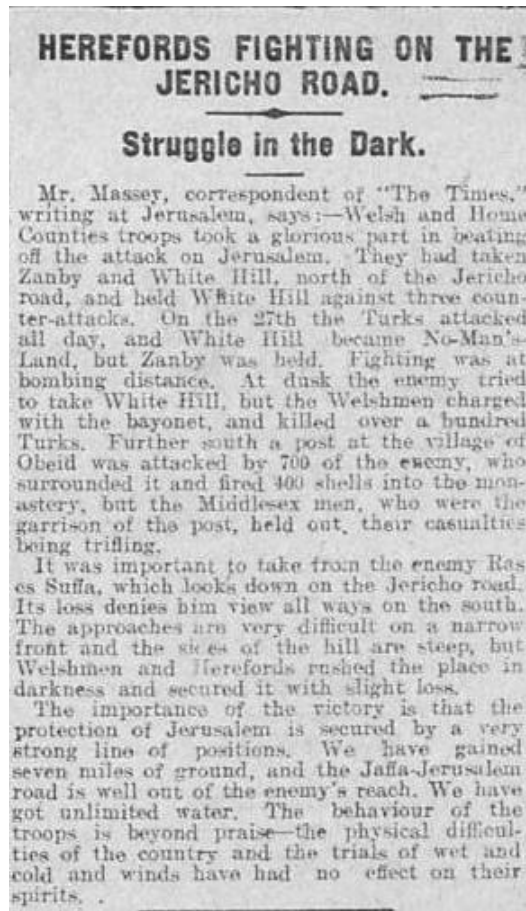 HEREFORDS FIGHTING ON THE
JERICHO ROAD.
Struggle in the Dark.
Mr. Massey, correspondent of "The Times,"
writing at Jerusalem, says:—Welsh and Home
Counties troops took a glorious part in beating
off the attack on Jerusalem. They had taken
Zanby and White Hill, north of the Jericho
road, and held White Hill against three coun-
ter-attacks. On the 27th the Turks attacked
all day, and White Hill became No-Man's-
Land, but Zanby was held. Fighting was at
bombing distance. At dusk the enemy tried
to take White Hill, but the Welshmen charged
with the bayonet, and killed over a hundred
Turks. Further south a post at the village of
Obeid was attacked by 700 of the enemy, who
surrounded it and fired 400 shells into the mon-
astery, but the Middlesex men, who were the
garrison of the post, held out, their casualties
being trifling.
It was important to take from the enemy Ras
es Suffa, which looks down on the Jericho road.
Its loss denies him view all ways on the south.
The approaches are very difficult on a narrow
front and the sides of the hill are steep, but
Welshmen and Herefords rushed the place in
darkness and secured it with slight loss.
The importance of the victory is that the
protection of Jerusalem is secured by a very
strong line of positions. We have gained
seven miles of ground, and the Jaffa-Jerusalem
road is well out of the enemy's reach. We have
got unlimited water. The behaviour of the
troops is beyond praise—the physical difficul-
ties of the country and the trials of wet and
cold and winds have had no effect on their
spirits. .